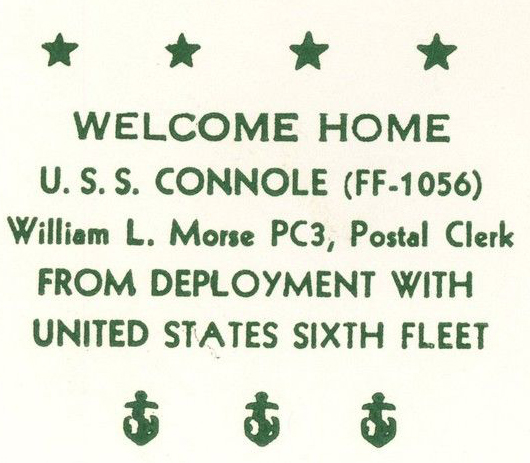 WELCOME HOME
U. S. S. CONNOLE (FF-1056)
William L. Morse PC3, Postal Clerk
FROM DEPLOYMENT WITH
UNITED STATES SIXTH FLEET